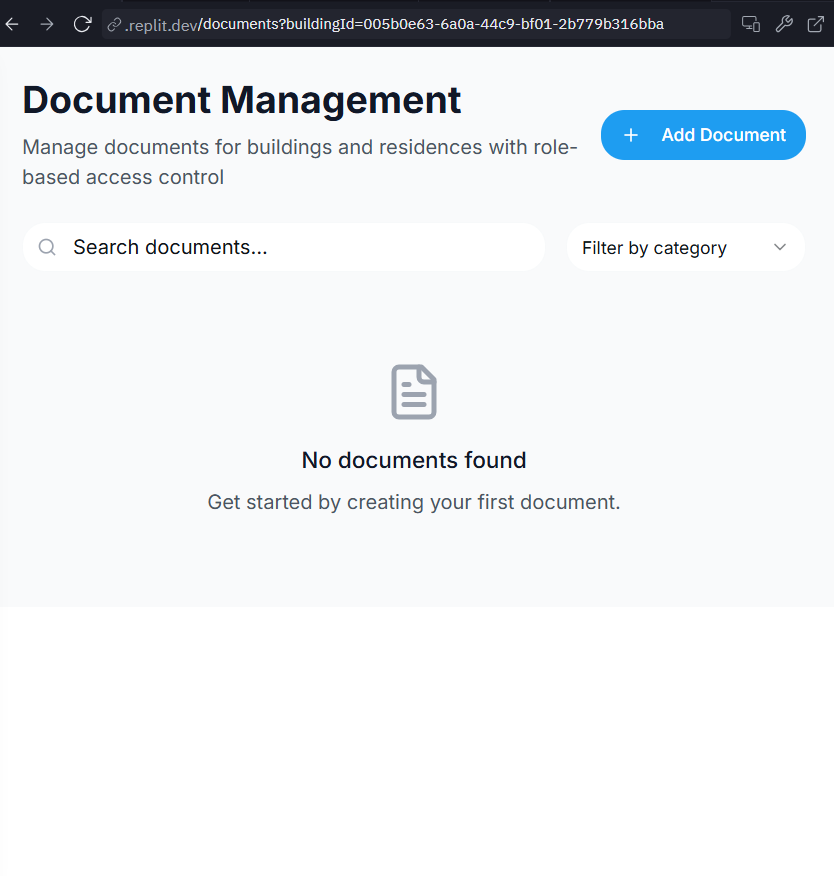 .replit.dev/documents?buildingId=005b0e63-6a0a-44c9-bf01-2b779b316bba
Document Management
Manage documents for buildings and residences with role-
based access control
Add Document
Search documents...
Filter by category
No documents found
Get started by creating your first document.